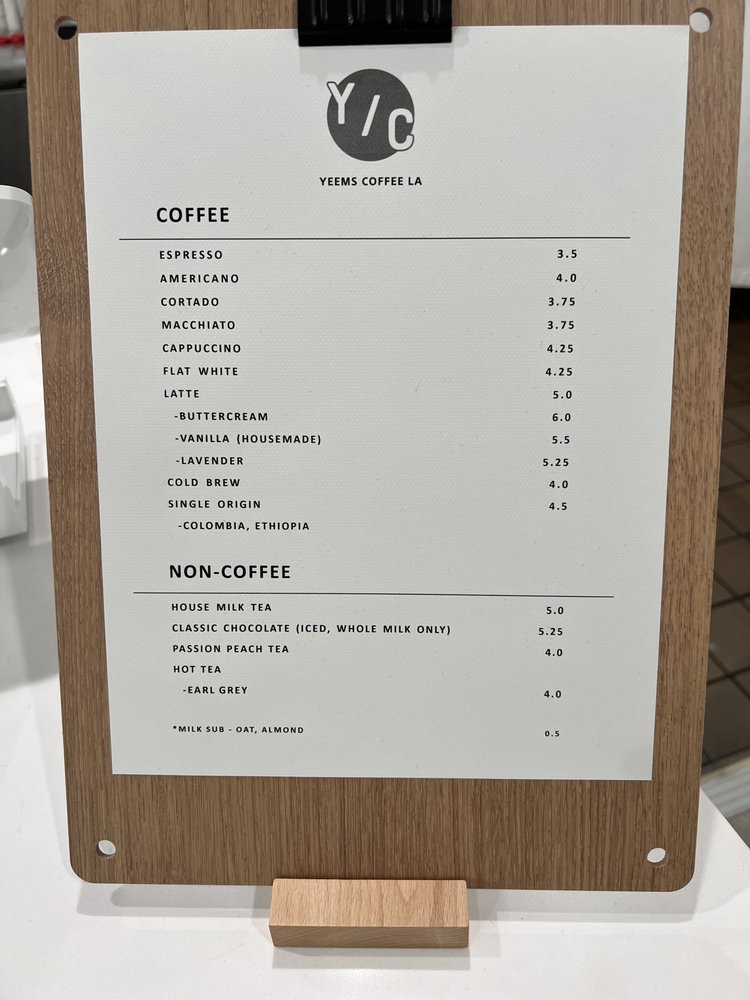 Y/C
YEEMS COFFEE LA
COFFEE
ESPRESSO 3.5
AMERICANO 4.0
CORTADO 3.75
MACCHIATO 3.75
CAPPUCCINO 4.25
FLAT WHITE 4.25
LATTE 5.0
-BUTTERCREAM 6.0
-VANILLA (HOUSEMADE) 5.5
-LAVENDER 5.25
COLD BREW 4.0
SINGLE ORIGIN 4.5
-COLOMBIA, ETHIOPIA
NON-COFFEE
HOUSE MILK TEA 5.0
CLASSIC CHOCOLATE (ICED, WHOLE MILK ONLY) 5.25
PASSION PEACH TEA 4.0
HOT TEA
-EARL GREY 4.0
*MILK SUB - OAT, ALMOND 0.5